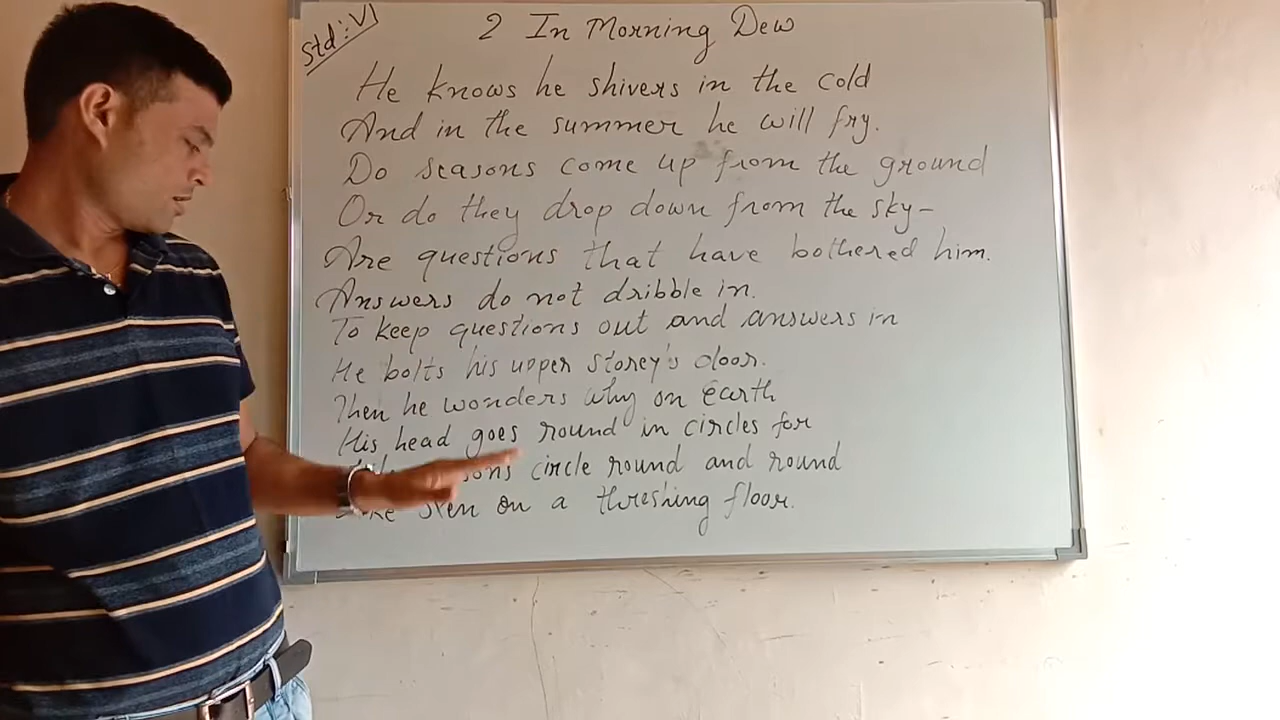 Std:VI
2 In Morning Dew
He knows he shivers in the cold
And in the summer he will fry.
Do seasons come up from the ground
Or do they drop down from the sky-
Are questions that have bothered him.
Answers do not dribble in.
To keep questions out and answers in
He bolts his upper storey's door.
Then he wonders why on Earth
His head goes round in circles for
circle round and round
on a threshing floor.